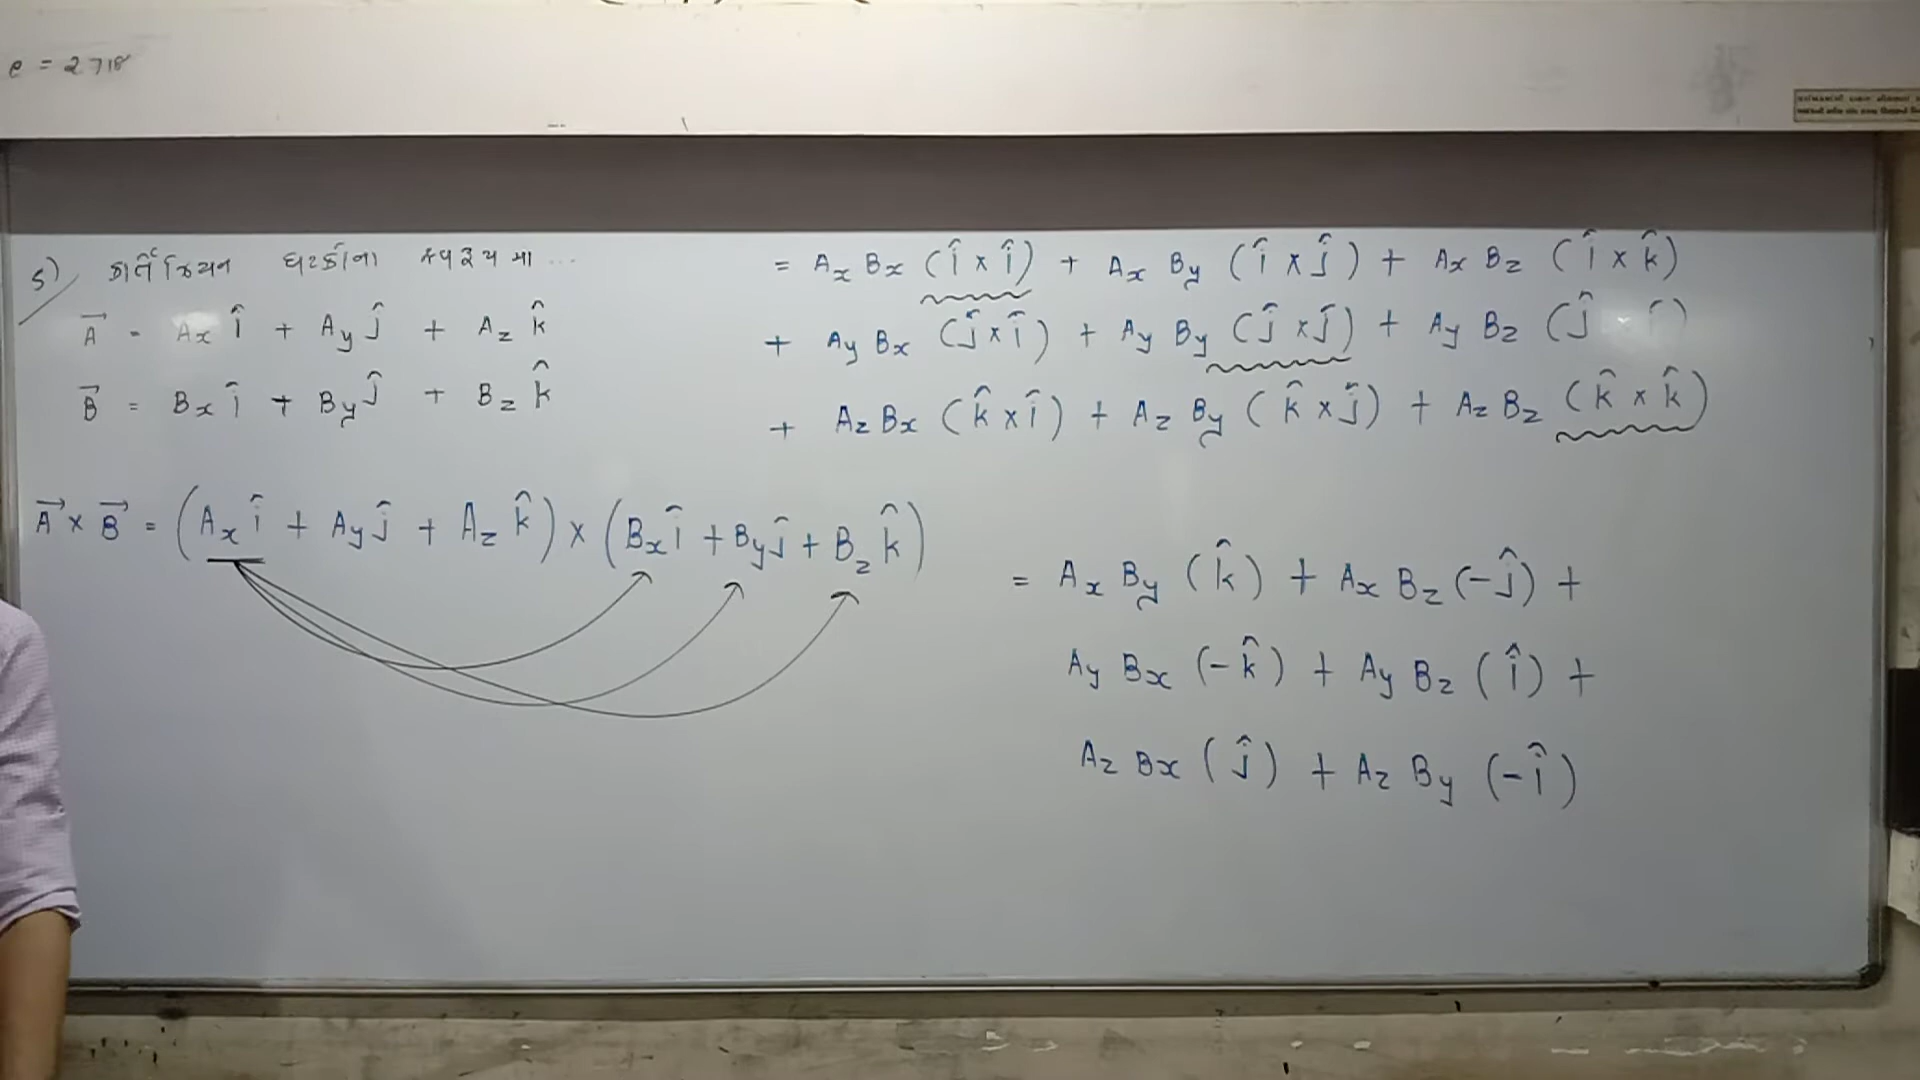 e = 2718
5) કાર્તેઝિયન ઘટકોના સ્વરૂપ માં ...
A⃗ = Ax î + Ay ĵ + Az k̂
B⃗ = Bx î + By ĵ + Bz k̂
A⃗ × B⃗ = (Ax î + Ay ĵ + Az k̂) × (Bx î + By ĵ + Bz k̂)
= Ax Bx (î × î) + Ax By (î × ĵ) + Ax Bz (î × k̂)
+ Ay Bx (ĵ × î) + Ay By (ĵ × ĵ) + Ay Bz (ĵ
+ Az Bx (k̂ × î) + Az By (k̂ × ĵ) + Az Bz (k̂ × k̂)
= Ax By (k̂) + Ax Bz (-ĵ) +
Ay Bx (-k̂) + Ay Bz (î) +
Az Bx (ĵ) + Az By (-î)